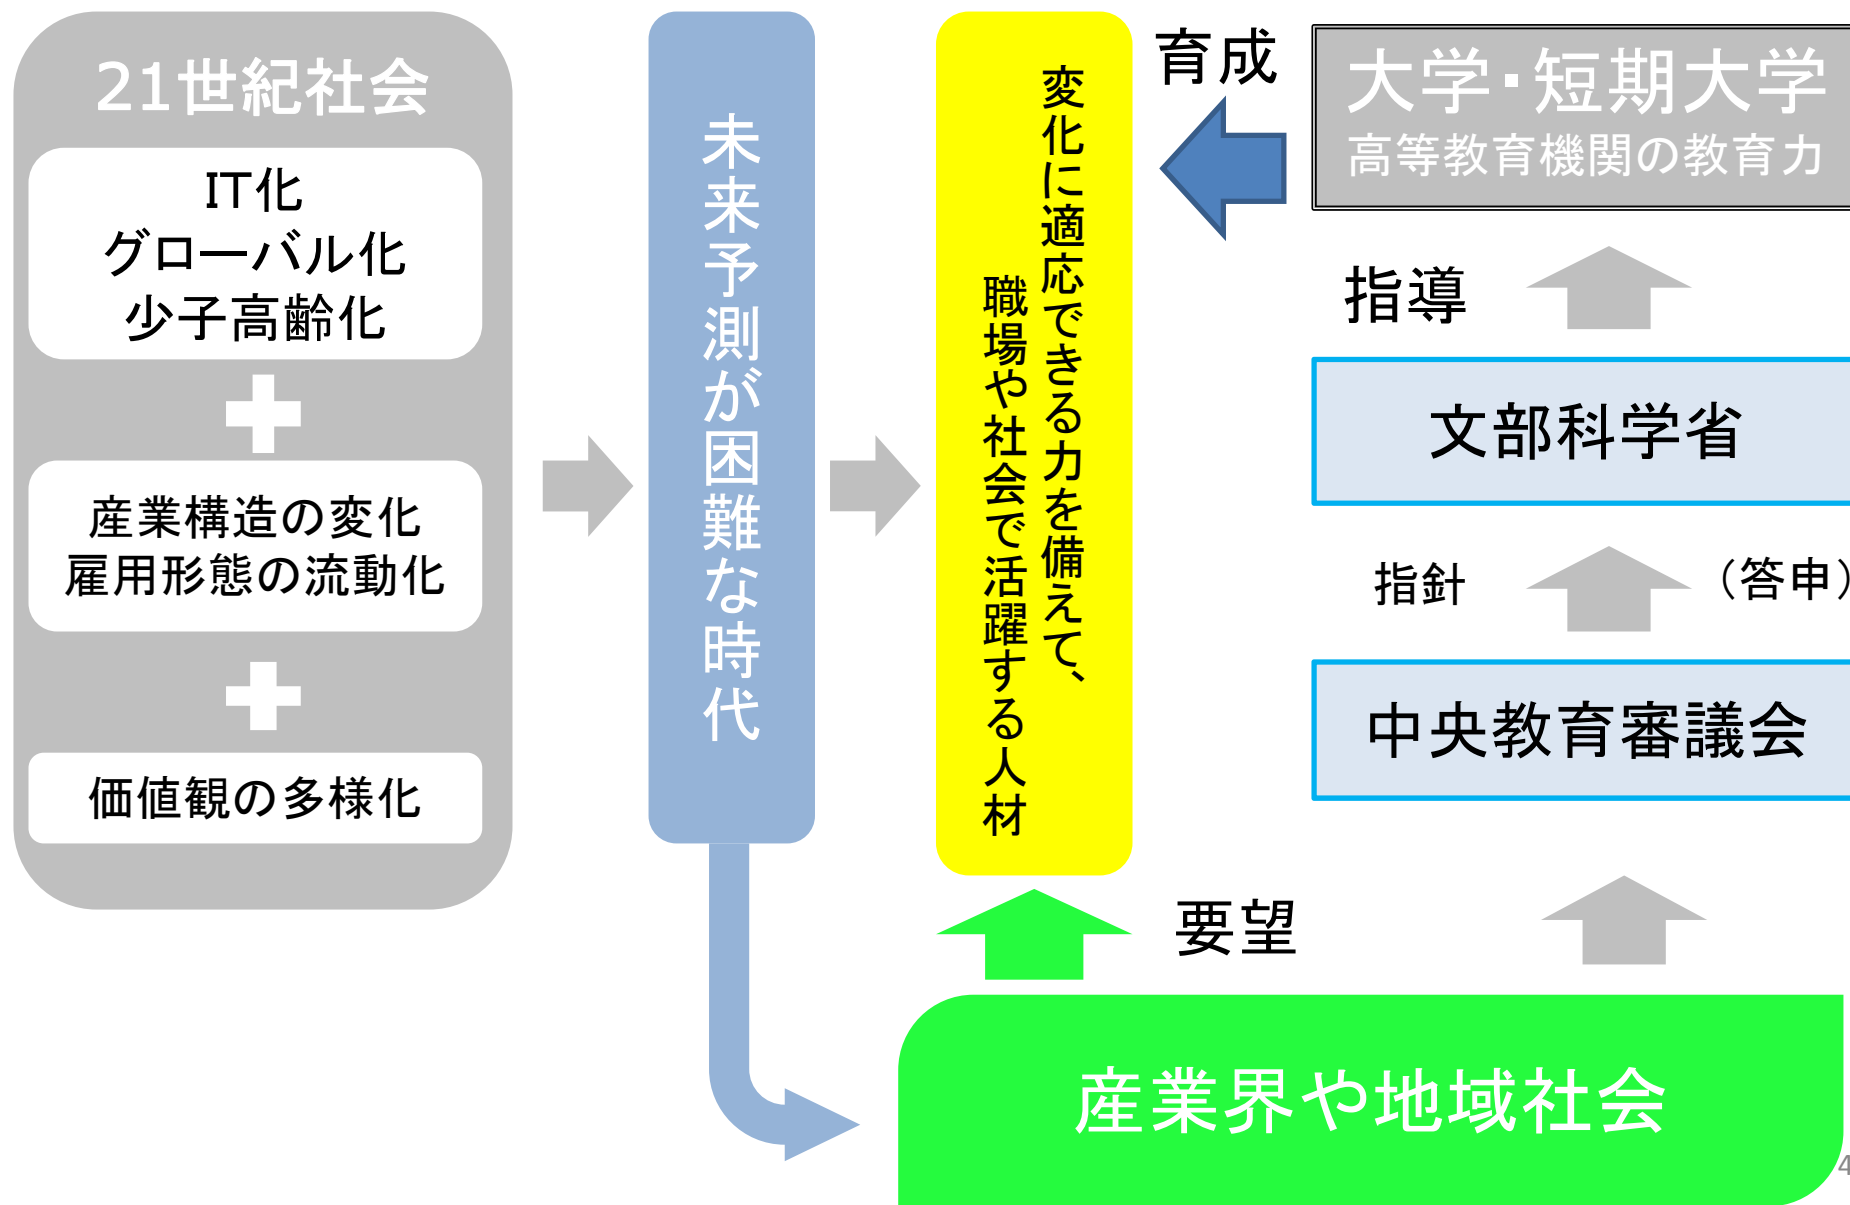 21世紀社会
IT化
グローバル化
少子高齢化
産業構造の変化
雇用形態の流動化
価値観の多様化
未来予測が困難な時代
変化に適応できる力を備えて、
職場や社会で活躍する人材
育成
大学・短期大学
高等教育機関の教育力
指導
文部科学省
指針
（答申）
中央教育審議会
要望
産業界や地域社会
4